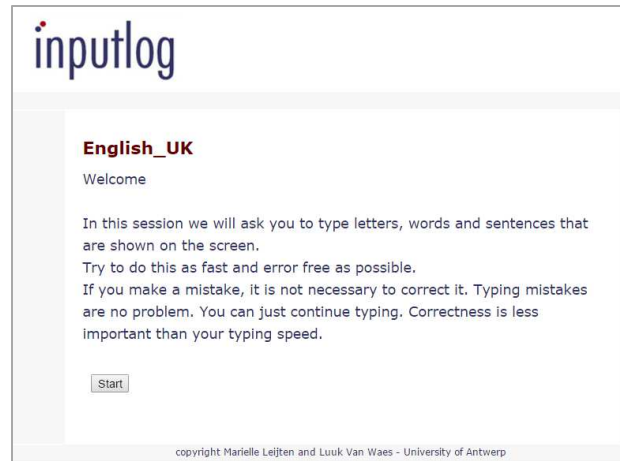 inputlog
English_UK
Welcome
In this session we will ask you to type letters, words and sentences that
are shown on the screen.
Try to do this as fast and error free as possible.
If you make a mistake, it is not necessary to correct it. Typing mistakes
are no problem. You can just continue typing. Correctness is less
important than your typing speed.
Start
copyright Marielle Leijten and Luuk Van Waes - University of Antwerp